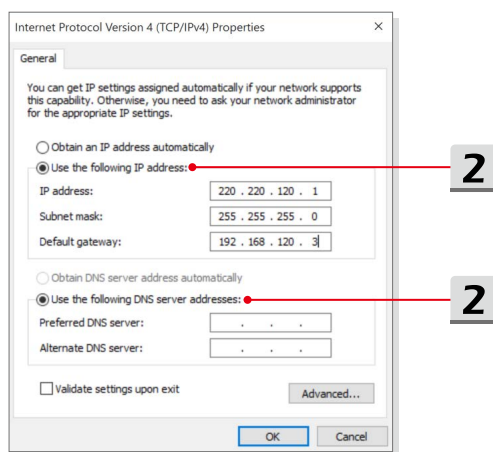 Internet Protocol Version 4 (TCP/IPv4) Properties
General
You can get IP settings assigned automatically if your network supports
this capability. Otherwise, you need to ask your network administrator
for the appropriate IP settings.
Obtain an IP address automatically
Use the following IP address:
2
IP address: 220 . 220 . 120 . 1
Subnet mask: 255 . 255 . 255 . 0
Default gateway: 192 . 168 . 120 . 3
Obtain DNS server address automatically
Use the following DNS server addresses:
2
Preferred DNS server: . . .
Alternate DNS server: . . .
Validate settings upon exit
Advanced...
OK Cancel